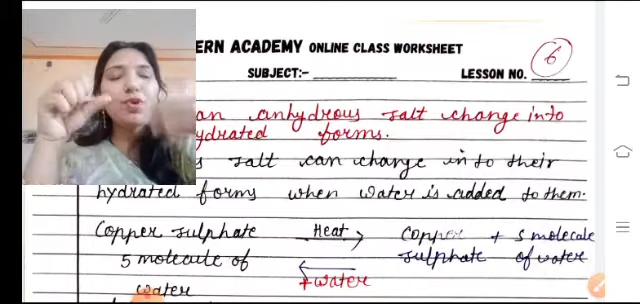 ERN ACADEMY ONLINE CLASS WORKSHEET
6
SUBJECT:- LESSON NO.
an anhydrous salt change into
ydrated forms.
s salt can change in to their
hydrated forms when water is added to them.
Copper sulphate Heat Copper + 5 molecule
5 molecule of sulphate of water
water + water